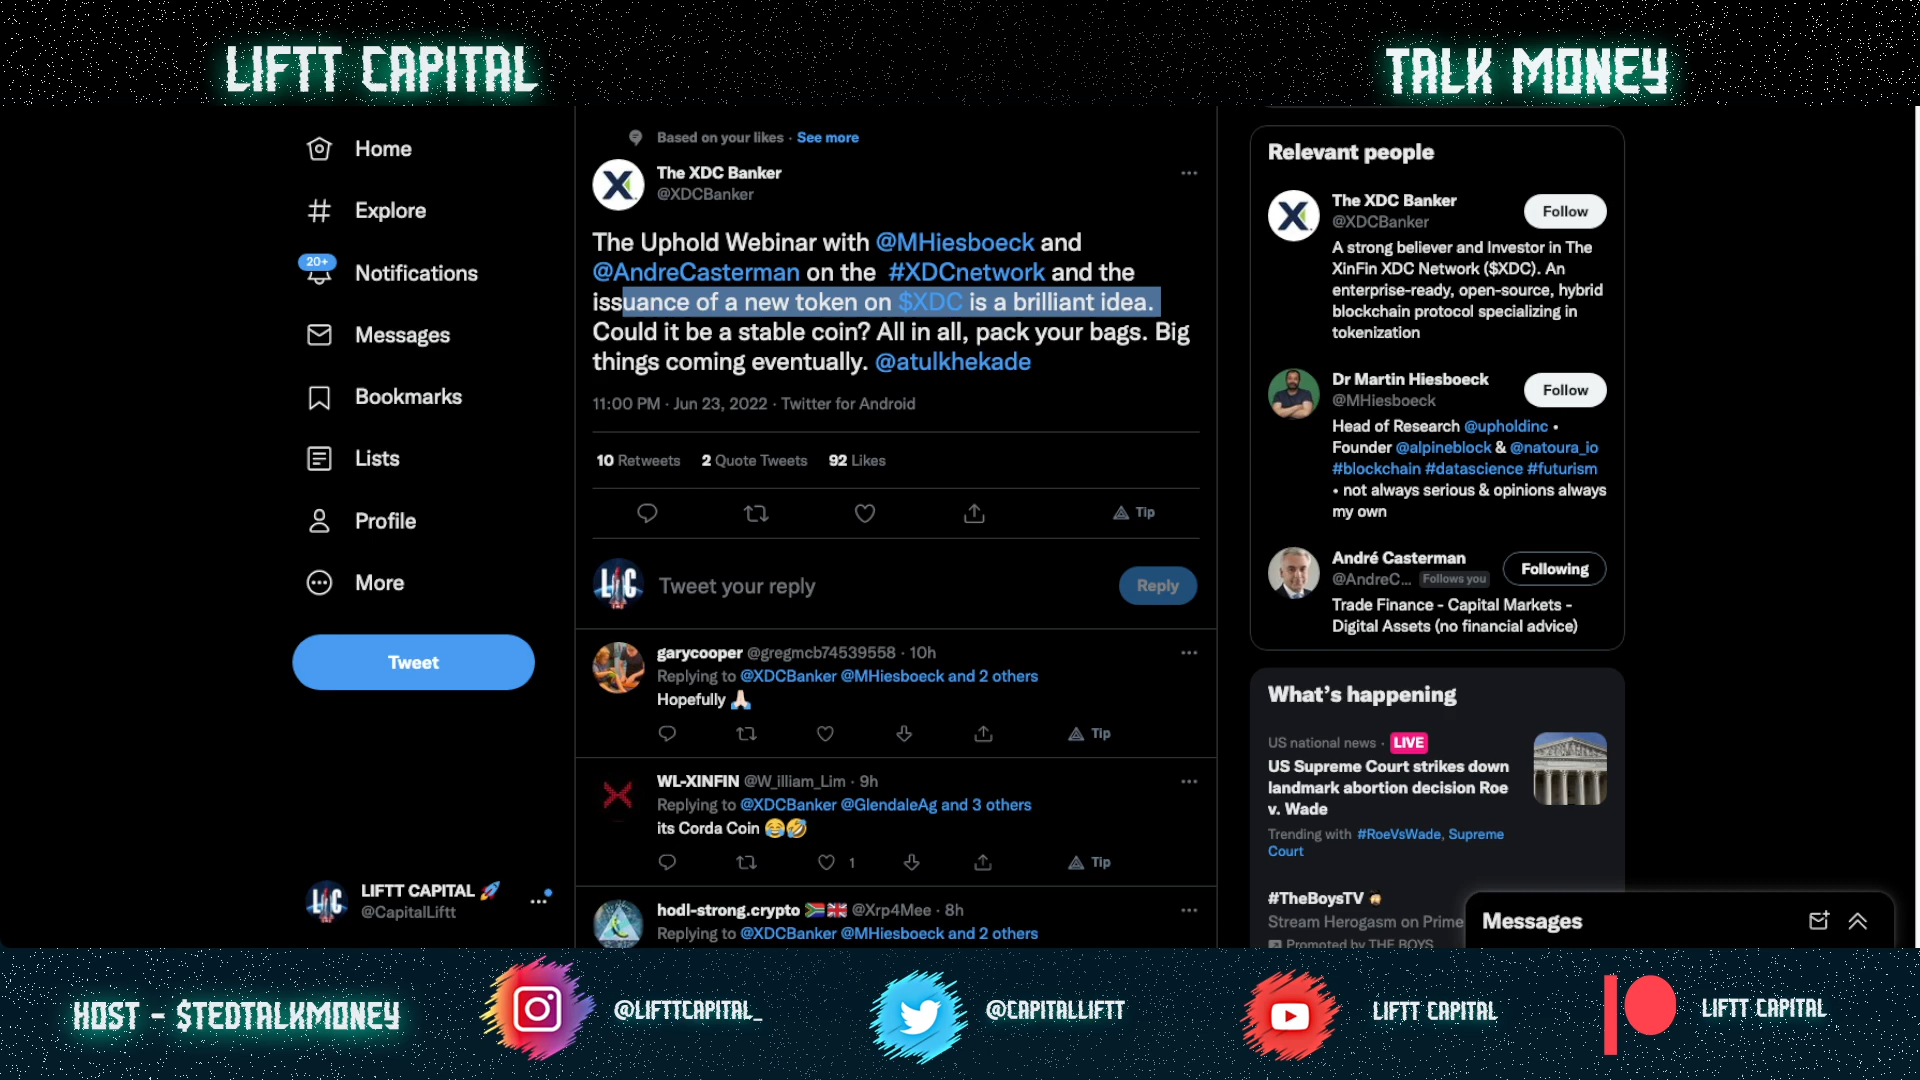 LIFTT CAPITAL
TALK MONEY
Home
Explore
20+
Notifications
Messages
Bookmarks
Lists
Profile
More
Tweet
LIFTT CAPITAL 🚀
@CapitalLiftt
Based on your likes · See more
The XDC Banker
@XDCBanker
The Uphold Webinar with @MHiesboeck and
@AndreCasterman on the #XDCnetwork and the
issuance of a new token on $XDC is a brilliant idea.
Could it be a stable coin? All in all, pack your bags. Big
things coming eventually. @atulkhekade
11:00 PM · Jun 23, 2022 · Twitter for Android
10 Retweets 2 Quote Tweets 92 Likes
Tip
LC
Tweet your reply
Reply
garycooper @gregmcb74539558 · 10h
Replying to @XDCBanker @MHiesboeck and 2 others
Hopefully 🙏🏻
Tip
WL-XINFIN @W_illiam_Lim · 9h
Replying to @XDCBanker @GlendaleAg and 3 others
its Corda Coin 😂🤣
1
Tip
hodl-strong.crypto 🇿🇦🇬🇧 @Xrp4Mee · 8h
Replying to @XDCBanker @MHiesboeck and 2 others
Relevant people
The XDC Banker
@XDCBanker
Follow
A strong believer and Investor in The
XinFin XDC Network ($XDC). An
enterprise-ready, open-source, hybrid
blockchain protocol specializing in
tokenization
Dr Martin Hiesboeck
@MHiesboeck
Follow
Head of Research @upholdinc •
Founder @alpineblock & @natoura_io
#blockchain #datascience #futurism
• not always serious & opinions always
my own
André Casterman
@AndreC... Follows you
Following
Trade Finance - Capital Markets -
Digital Assets (no financial advice)
What's happening
US national news · LIVE
US Supreme Court strikes down
landmark abortion decision Roe
v. Wade
Trending with #RoeVsWade, Supreme
Court
#TheBoysTV
Stream Herogasm on Prime
Promoted by THE BOYS
Messages
HOST - $TEDTALKMONEY
@LIFTTCAPITAL_
@CAPITALLIFTT
LIFTT CAPITAL
LIFTT CAPITAL